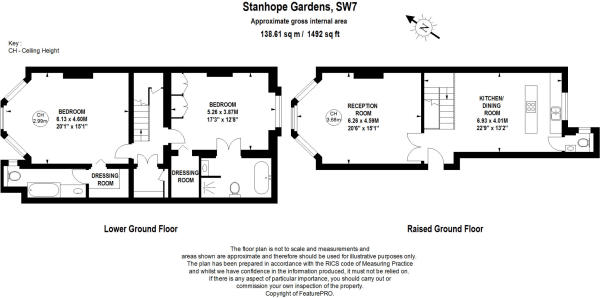 Stanhope Gardens, SW7
Approximate gross internal area
138.61 sq m / 1492 sq ft
N
Key :
CH - Ceiling Height
CH
2.99m
BEDROOM
6.13 x 4.60M
20'1" x 15'1"
BEDROOM
5.26 x 3.87M
17'3" x 12'8"
DRESSING
ROOM
DRESSING
ROOM
Lower Ground Floor
CH
3.68m
RECEPTION
ROOM
6.26 x 4.59M
20'6" x 15'1"
KITCHEN/
DINING
ROOM
6.93 x 4.01M
22'9" x 13'2"
Raised Ground Floor
The floor plan is not to scale and measurements and
areas shown are approximate and therefore should be used for illustrative purposes only.
The plan has been prepared in accordance with the RICS code of Measuring Practice
and whilst we have confidence in the information produced, it must not be relied on.
If there is any aspect of particular importance, you should carry out or
commission your own inspection of the property.
Copyright of FeaturePRO.